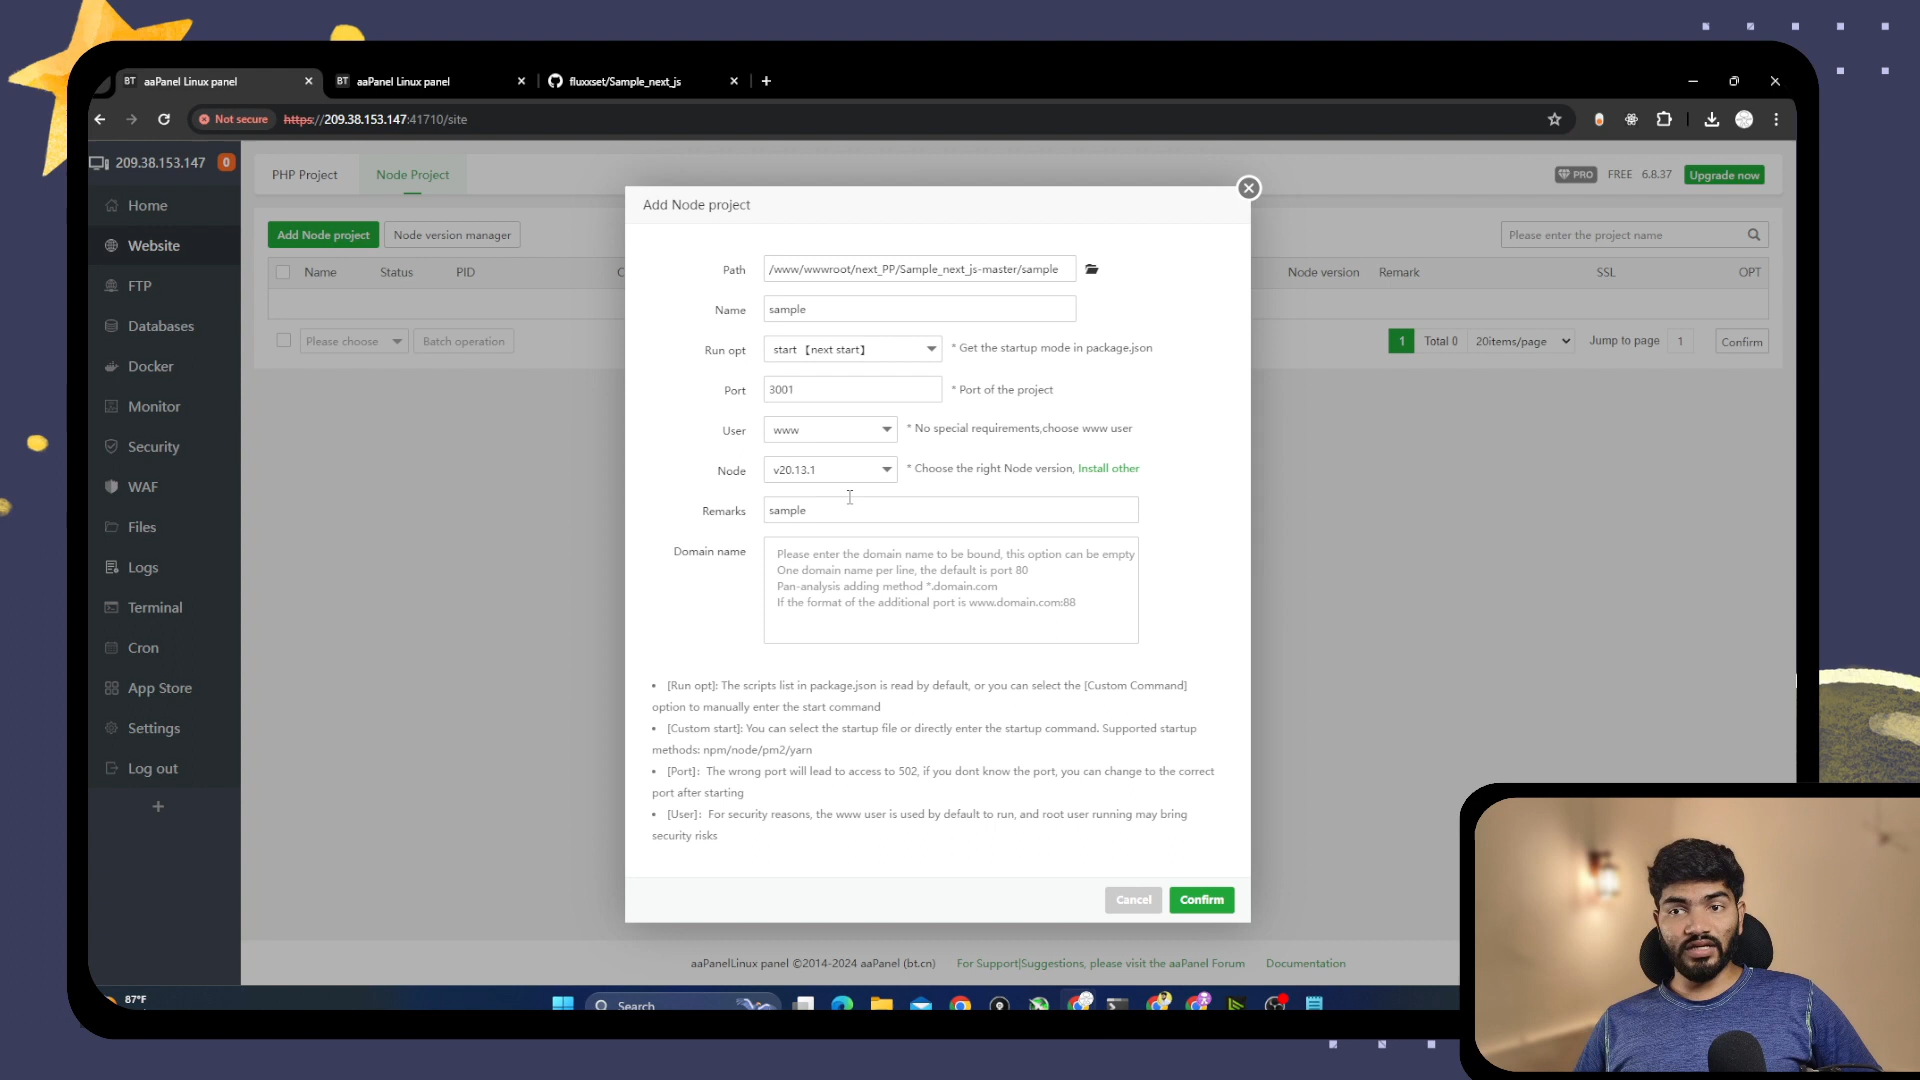 BT aaPanel Linux panel
BT aaPanel Linux panel
fluxxset/Sample_next_js
Not secure https://209.38.153.147:41710/site
209.38.153.147 0
Home
Website
FTP
Databases
Docker
Monitor
Security
WAF
Files
Logs
Terminal
Cron
App Store
Settings
Log out
PHP Project Node Project
PRO FREE 6.8.37 Upgrade now
Add Node project Node version manager
Please enter the project name
Name Status PID C Node version Remark SSL OPT
Please choose Batch operation
1 Total 0 20items/page Jump to page 1 Confirm
Add Node project
Path /www/wwwroot/next_PP/Sample_next_js-master/sample
Name sample
Run opt start 【next start】 * Get the startup mode in package.json
Port 3001 * Port of the project
User www * No special requirements,choose www user
Node v20.13.1 * Choose the right Node version, Install other
Remarks sample
Domain name Please enter the domain name to be bound, this option can be empty
One domain name per line, the default is port 80
Pan-analysis adding method *.domain.com
If the format of the additional port is www.domain.com:88
• [Run opt]: The scripts list in package.json is read by default, or you can select the [Custom Command]
option to manually enter the start command
• [Custom start]: You can select the startup file or directly enter the startup command. Supported startup
methods: npm/node/pm2/yarn
• [Port]: The wrong port will lead to access to 502, if you dont know the port, you can change to the correct
port after starting
• [User]: For security reasons, the www user is used by default to run, and root user running may bring
security risks
Cancel Confirm
aaPanelLinux panel ©2014-2024 aaPanel (bt.cn) For Support|Suggestions, please visit the aaPanel Forum Documentation
87°F
Search